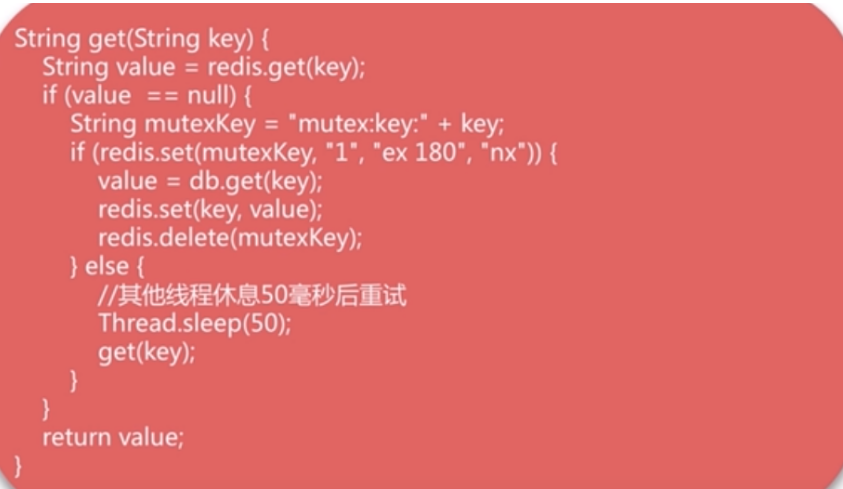 String get(String key) {
String value = redis.get(key);
if (value == null) {
String mutexKey = "mutex:key:" + key;
if (redis.set(mutexKey, "1", "ex 180", "nx")) {
value = db.get(key);
redis.set(key, value);
redis.delete(mutexKey);
} else {
//其他线程休息50毫秒后重试
Thread.sleep(50);
get(key);
}
}
return value;
}